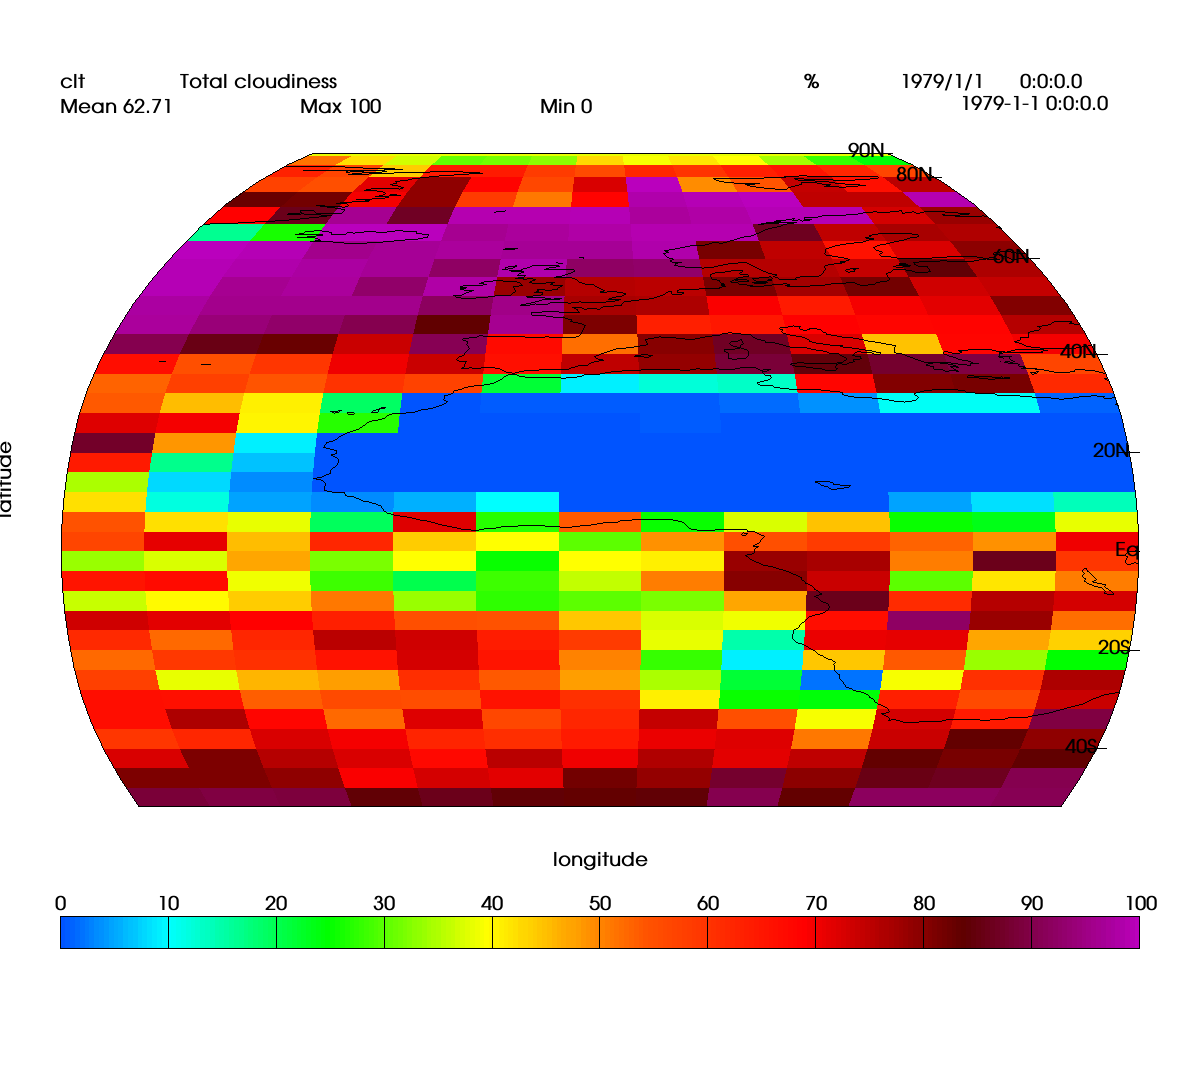 clt Total cloudiness % 1979/1/1 0:0:0.0
Mean 62.71 Max 100 Min 0 1979-1-1 0:0:0.0
90N
80N
60N
40N
20N
latitude
Eq
20S
40S
longitude
0 10 20 30 40 50 60 70 80 90 100